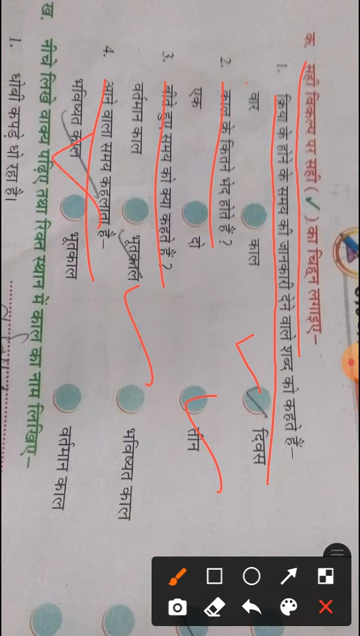 क. सही विकल्प पर सही ( ✓ ) का चिह्न लगाइए–
1. क्रिया के होने के समय की जानकारी देने वाले शब्द को कहते हैं–
वार काल दिवस
2. काल के कितने भेद होते हैं ?
एक दो तीन
3. बीते हुए समय को क्या कहते हैं ?
वर्तमान काल भूतकाल भविष्यत काल
4. आने वाला समय कहलाता है–
भविष्यत काल भूतकाल वर्तमान काल
ख. नीचे लिखे वाक्य पढ़िए तथा रिक्त स्थान में काल का नाम लिखिए–
1. धोबी कपड़े धो रहा है।